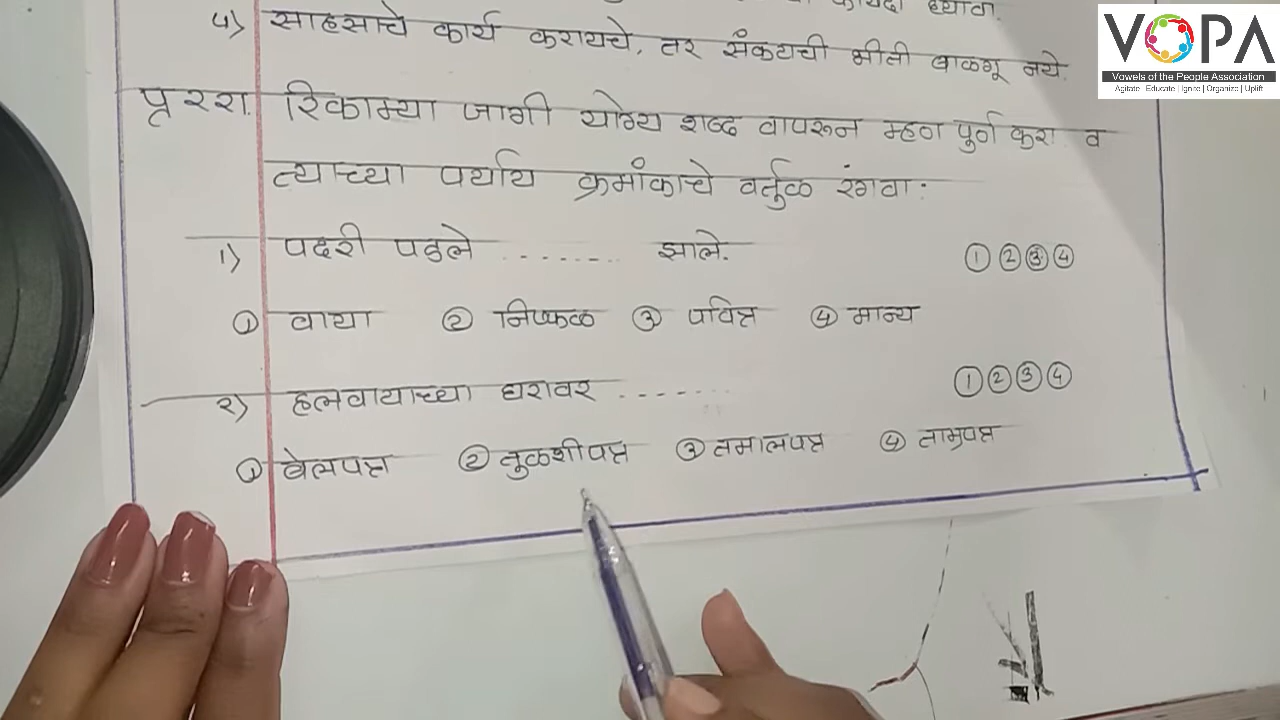 फायदा घ्यावा.
५) साहसाचे कार्य करायचे, तर संकटाची भीती बाळगू नये.
प्र२रा. रिकाम्या जागी योग्य शब्द वापरून म्हण पूर्ण करा व
त्याच्या पर्याय क्रमांकाचे वर्तुळ रंगवा:
१) पदरी पडले ........ झाले. ① ② ③ ④
① वाया ② निष्फळ ③ पवित्र ④ मान्य
२) हलवायाच्या घरावर ....... ① ② ③ ④
① बेलपत्र ② तुळशीपत्र ③ तमालपत्र ④ ताम्रपत्र
VOPA
Vowels of the People Association
Agitate | Educate | Ignite | Organize | Uplift